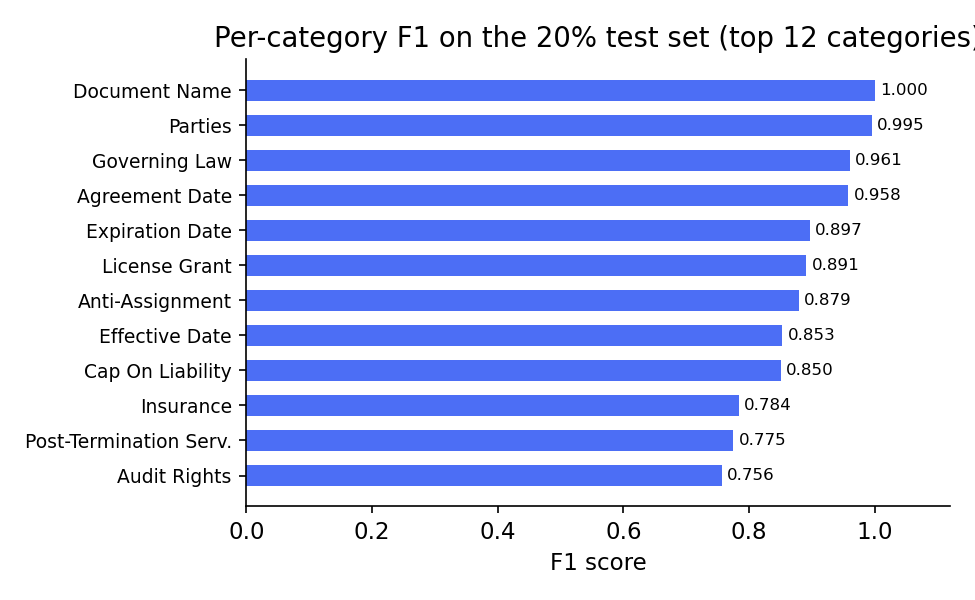 Per-category F1 on the 20% test set (top 12 categories)
Document Name 1.000
Parties 0.995
Governing Law 0.961
Agreement Date 0.958
Expiration Date 0.897
License Grant 0.891
Anti-Assignment 0.879
Effective Date 0.853
Cap On Liability 0.850
Insurance 0.784
Post-Termination Serv. 0.775
Audit Rights 0.756
0.0 0.2 0.4 0.6 0.8 1.0
F1 score